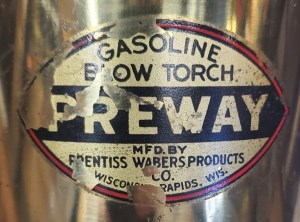 GASOLINE
BLOW TORCH
PREWAY
MFD. BY
PRENTISS WABERS PRODUCTS
CO.
WISCONSIN RAPIDS, WIS.